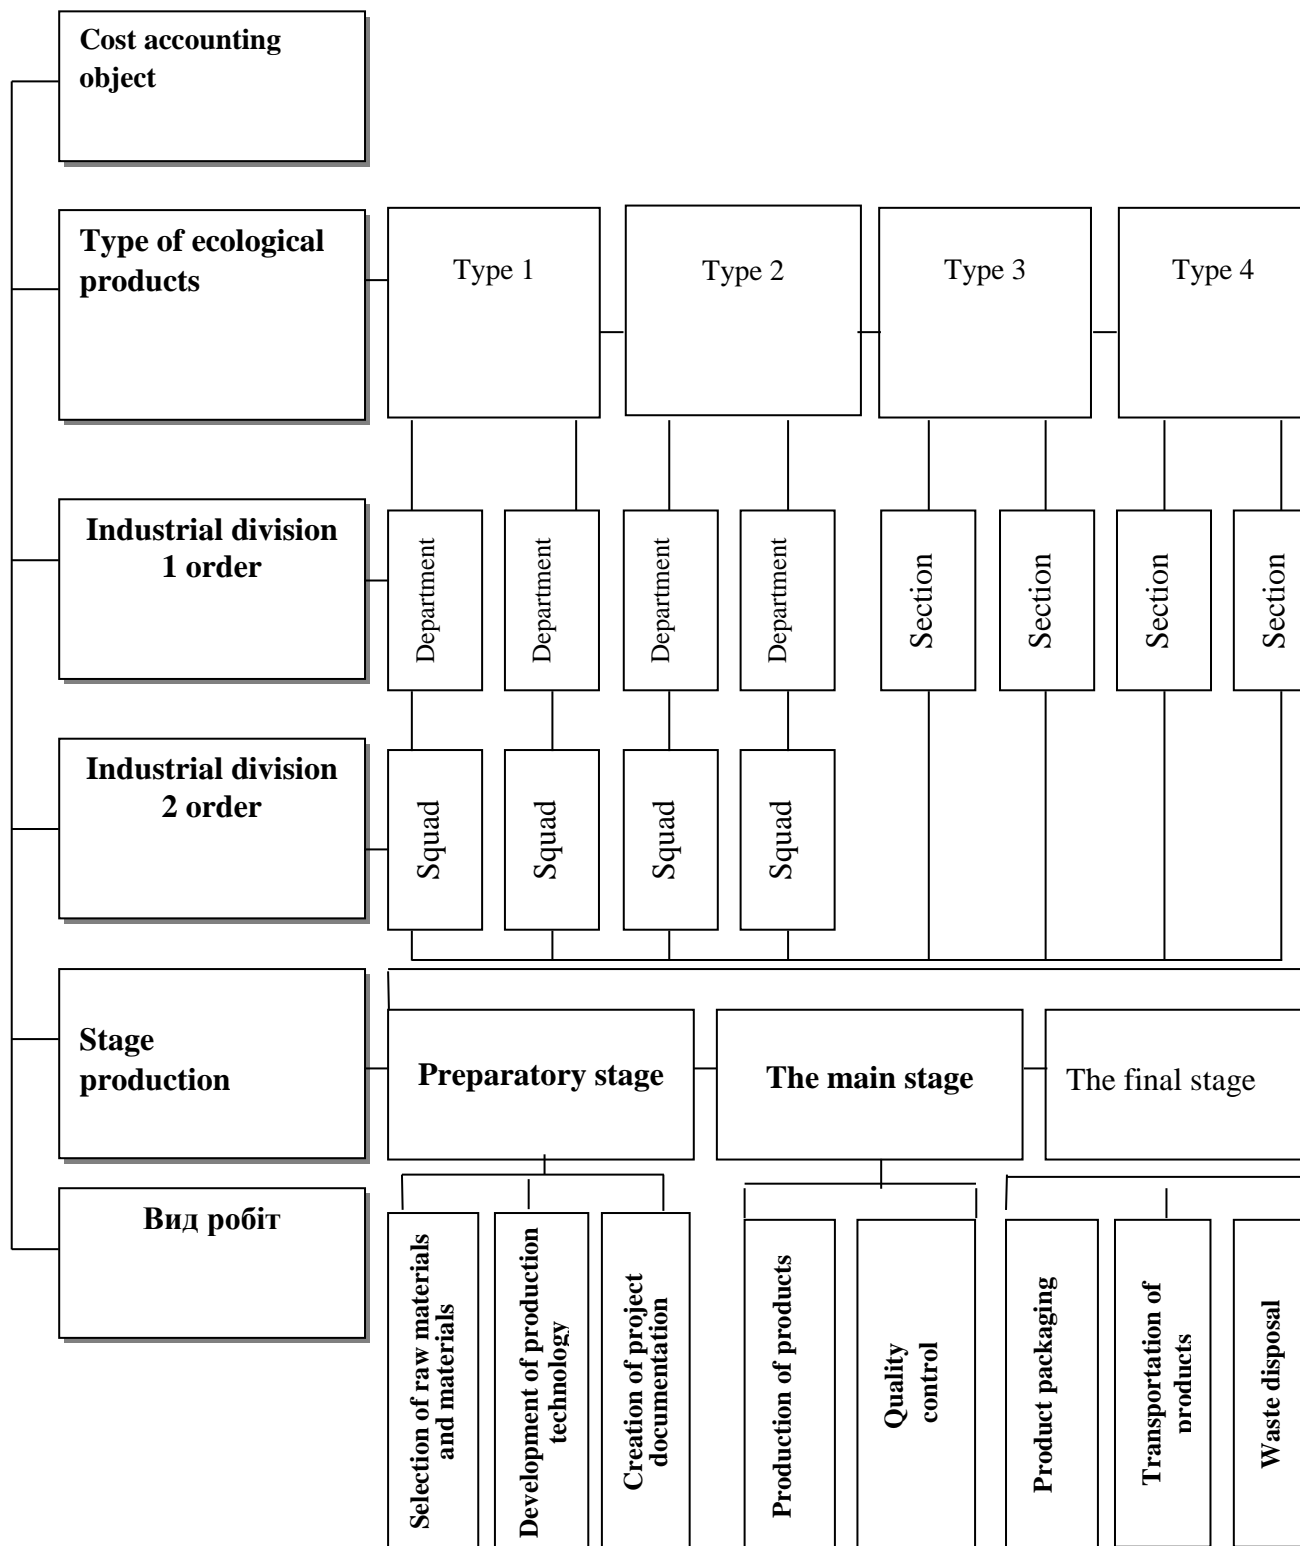 Cost accounting
object
Type of ecological
products
Type 1
Type 2
Type 3
Type 4
Industrial division
1 order
Department
Department
Department
Department
Section
Section
Section
Section
Industrial division
2 order
Squad
Squad
Squad
Squad
Stage
production
Preparatory stage
The main stage
The final stage
Вид робіт
Selection of raw materials
and materials
Development of production
technology
Creation of project
documentation
Production of products
Quality
control
Product packaging
Transportation of
products
Waste disposal